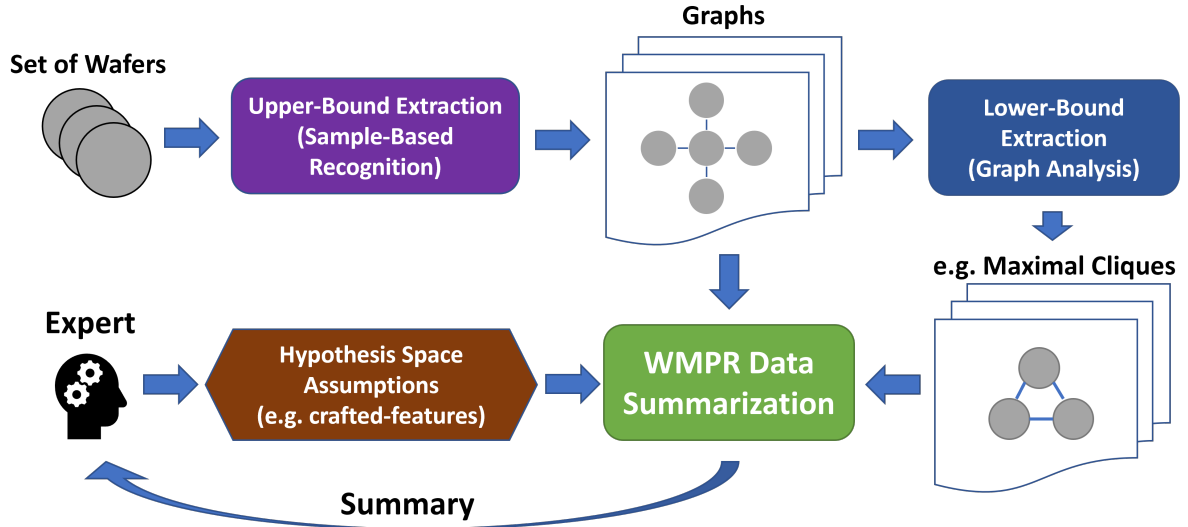 Graphs
Set of Wafers
Upper-Bound Extraction
(Sample-Based
Recognition)
Lower-Bound
Extraction
(Graph Analysis)
e.g. Maximal Cliques
Expert
Hypothesis Space
Assumptions
(e.g. crafted-features)
WMPR Data
Summarization
Summary